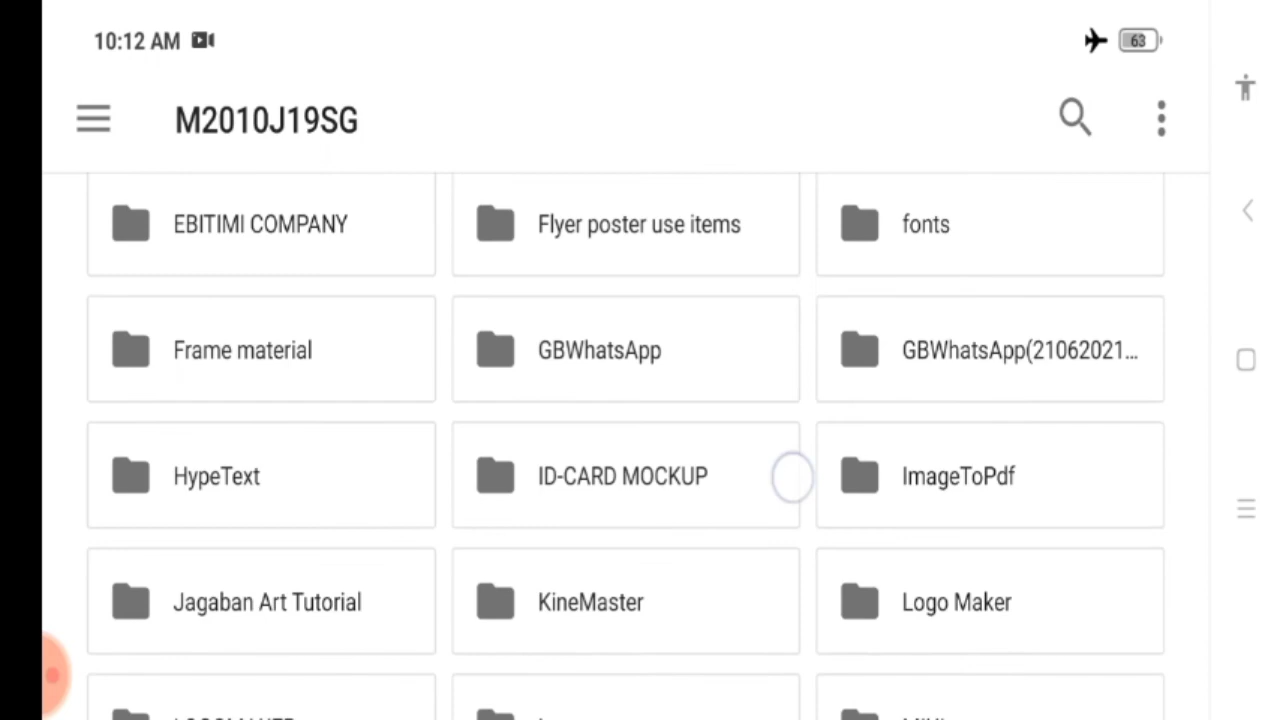 10:12 AM 63
M2010J19SG
EBITIMI COMPANY Flyer poster use items fonts
Frame material GBWhatsApp GBWhatsApp(21062021...
HypeText ID-CARD MOCKUP ImageToPdf
Jagaban Art Tutorial KineMaster Logo Maker